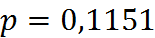 p = 0,1151